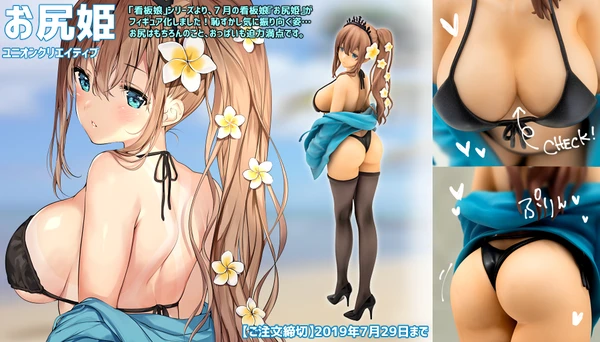 お尻姫
ユニオンクリエイティブ
「看板娘」シリーズより、7月の看板娘「お尻姫」が
フィギュア化しました！恥ずかし気に振り向く姿…
お尻はもちろんのこと、おっぱいも迫力満点です。
CHECK!
ぷりん
【ご注文締切】2019年7月29日まで